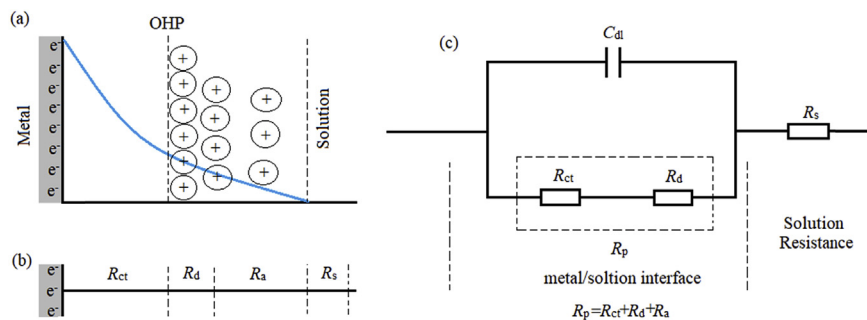 (a)
OHP
e-
e-
e-
e-
e-
e-
e-
e-
Metal
+ + + + + +
+ + + +
+ + +
Solution
(b)
e-
e-
e-
Rct
Rd
Ra
Rs
(c)
Cdl
Rs
Rct
Rd
Rp
metal/soltion interface
Rp=Rct+Rd+Ra
Solution
Resistance